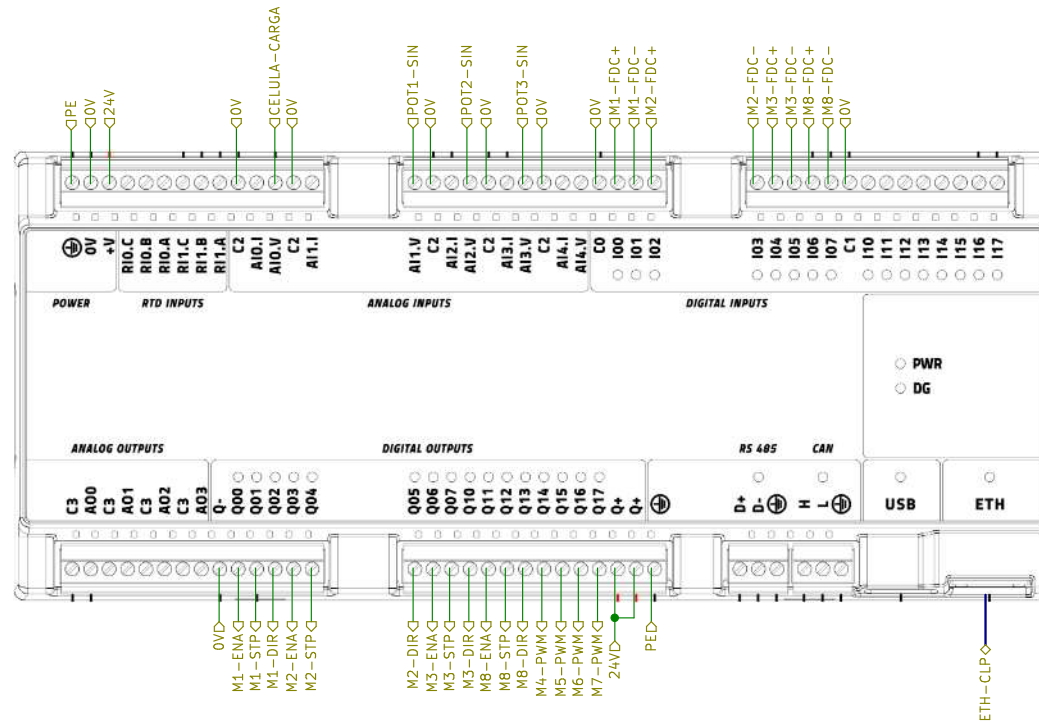 PE
0V
24V
0V
CELULA-CARGA
0V
POT1-SIN
0V
POT2-SIN
0V
POT3-SIN
0V
0V
M1-FDC+
M1-FDC-
M2-FDC+
M2-FDC-
M3-FDC+
M3-FDC-
M8-FDC+
M8-FDC-
0V
0V
+V
RI0.C
RI0.B
RI0.A
RI1.C
RI1.B
RI1.A
C2
AI0.I
AI0.V
C2
AI1.I
AI1.V
C2
AI2.I
AI2.V
C2
AI3.I
AI3.V
C2
AI4.I
AI4.V
C0
I00
I01
I02
I03
I04
I05
I06
I07
C1
I10
I11
I12
I13
I14
I15
I16
I17
POWER
RTD INPUTS
ANALOG INPUTS
DIGITAL INPUTS
PWR
DG
ANALOG OUTPUTS
DIGITAL OUTPUTS
RS 485
CAN
C3
AO0
C3
AO1
C3
AO2
C3
AO3
Q-
Q00
Q01
Q02
Q03
Q04
Q05
Q06
Q07
Q10
Q11
Q12
Q13
Q14
Q15
Q16
Q17
Q+
Q+
D+
D-
H
L
USB
ETH
0V
M1-ENA
M1-STP
M1-DIR
M2-ENA
M2-STP
M2-DIR
M3-ENA
M3-STP
M3-DIR
M8-ENA
M8-STP
M8-DIR
M4-PWM
M5-PWM
M6-PWM
M7-PWM
24V
PE
ETH-CLP